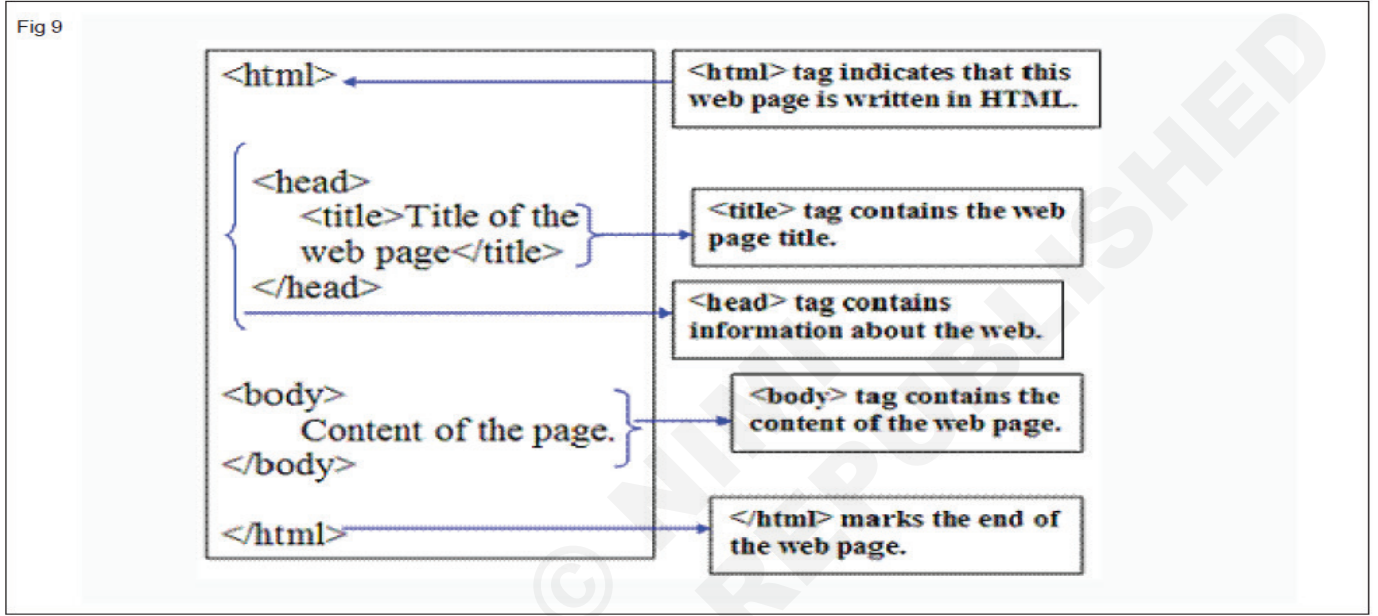 Fig 9
<html>
<html> tag indicates that this
web page is written in HTML.
<head>
<title>Title of the
web page</title>
</head>
<title> tag contains the web
page title.
<head> tag contains
information about the web.
<body>
Content of the page.
</body>
<body> tag contains the
content of the web page.
</html>
</html> marks the end of
the web page.
© NIMI
REPUBLISHED